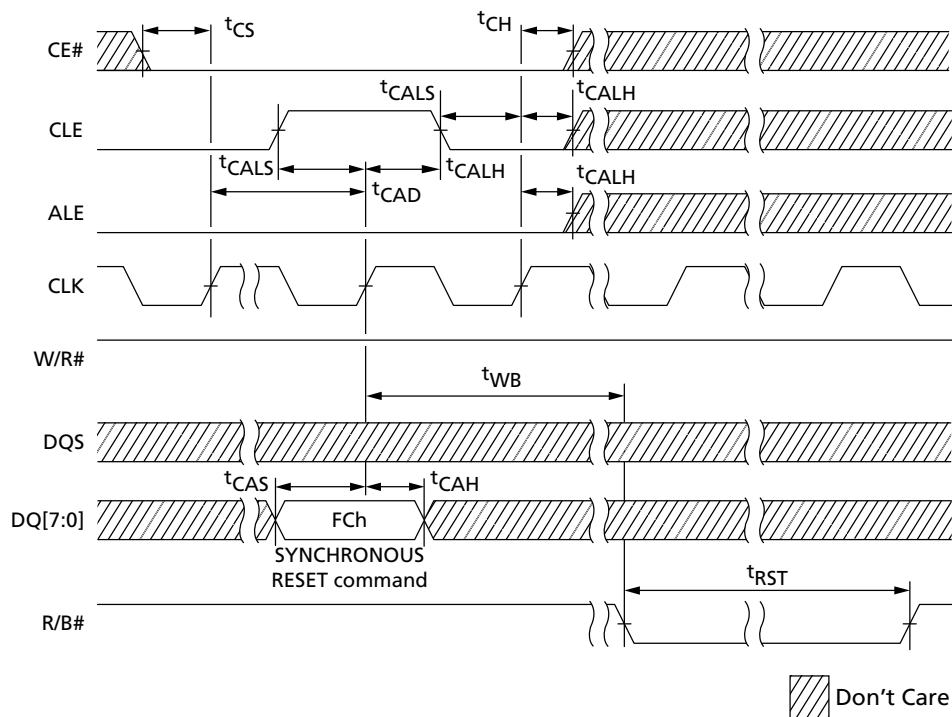 tCS
tCH
CE#
tCALS
tCALH
CLE
tCALS
tCALH
tCAD
tCALH
ALE
CLK
W/R#
tWB
DQS
tCAS
tCAH
DQ[7:0]
FCh
SYNCHRONOUS
RESET command
tRST
R/B#
Don't Care